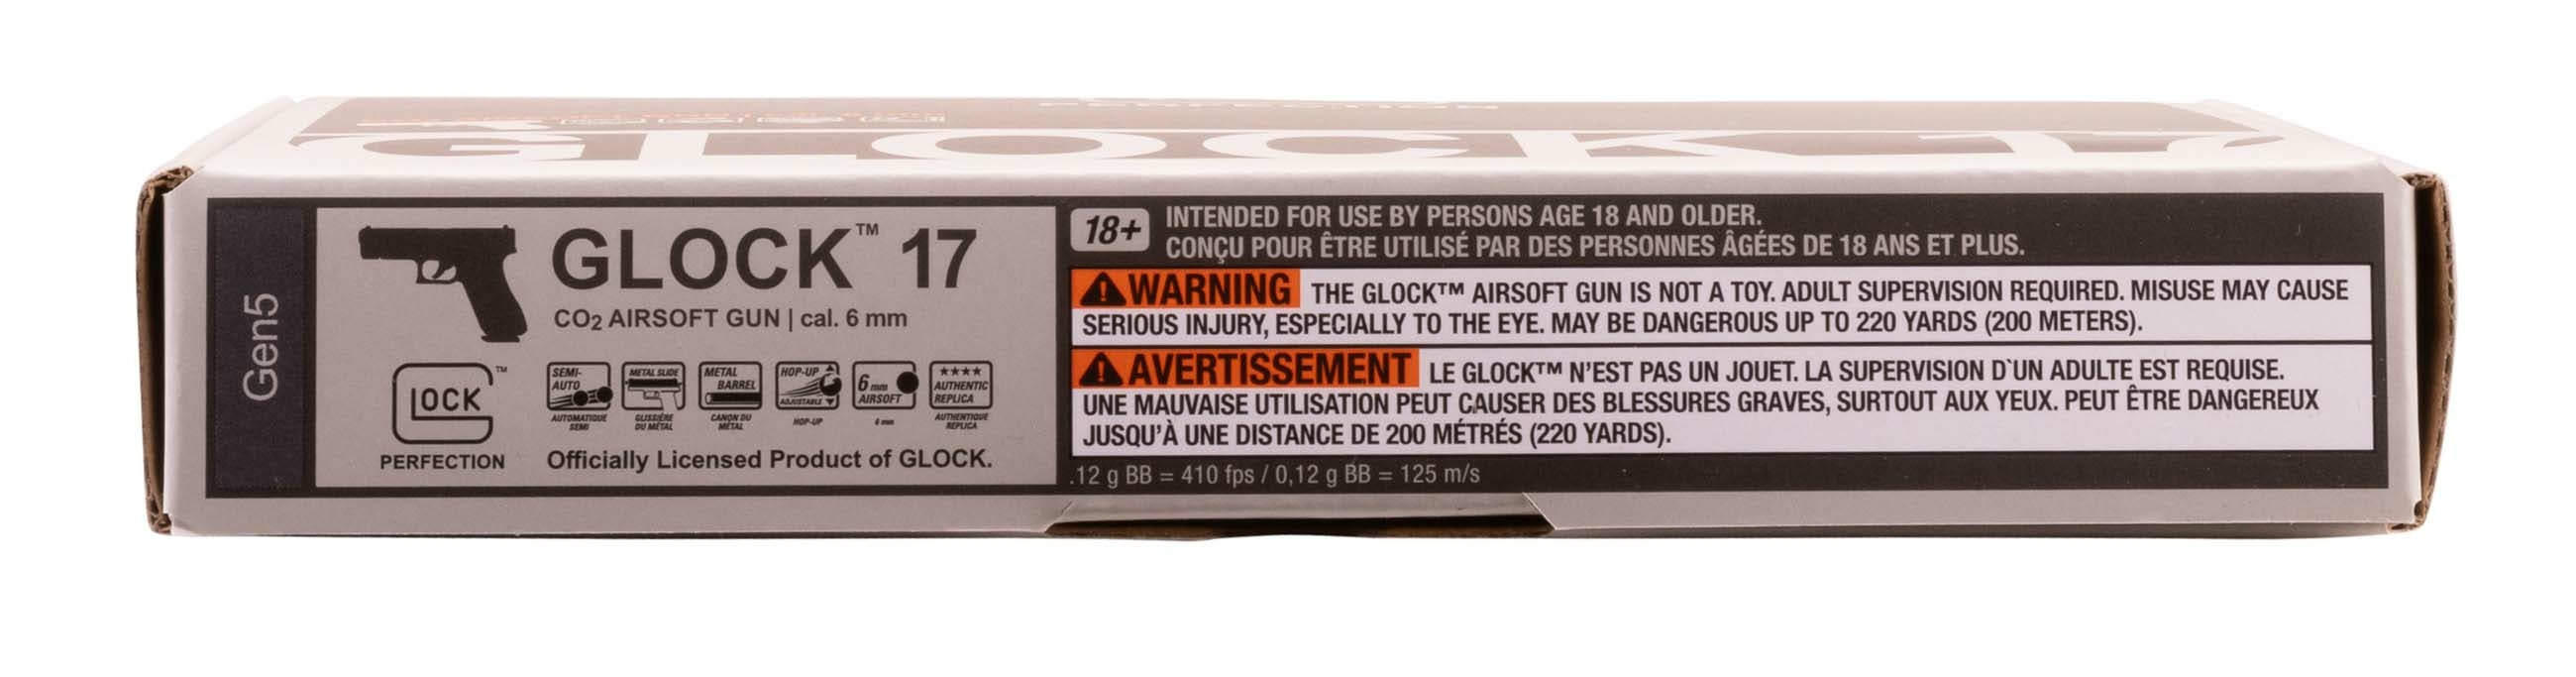 GLOCK 17
Gen5
GLOCK™ 17
CO2 AIRSOFT GUN | cal. 6 mm
GLOCK™
PERFECTION
SEMI-
AUTO
AUTOMATIQUE
SEMI
METAL SLIDE
GLISSIÈRE
DU MÉTAL
METAL
BARREL
CANON DU
MÉTAL
HOP-UP
ADJUSTABLE
HOP-UP
6 mm
AIRSOFT
6 mm
★★★★
AUTHENTIC
REPLICA
AUTHENTIQUE
REPLICA
Officially Licensed Product of GLOCK.
18+ INTENDED FOR USE BY PERSONS AGE 18 AND OLDER.
CONÇU POUR ÊTRE UTILISÉ PAR DES PERSONNES ÂGÉES DE 18 ANS ET PLUS.
WARNING THE GLOCK™ AIRSOFT GUN IS NOT A TOY. ADULT SUPERVISION REQUIRED. MISUSE MAY CAUSE
SERIOUS INJURY, ESPECIALLY TO THE EYE. MAY BE DANGEROUS UP TO 220 YARDS (200 METERS).
AVERTISSEMENT LE GLOCK™ N'EST PAS UN JOUET. LA SUPERVISION D`UN ADULTE EST REQUISE.
UNE MAUVAISE UTILISATION PEUT CAUSER DES BLESSURES GRAVES, SURTOUT AUX YEUX. PEUT ÊTRE DANGEREUX
JUSQU'À UNE DISTANCE DE 200 MÉTRÉS (220 YARDS).
.12 g BB = 410 fps / 0,12 g BB = 125 m/s